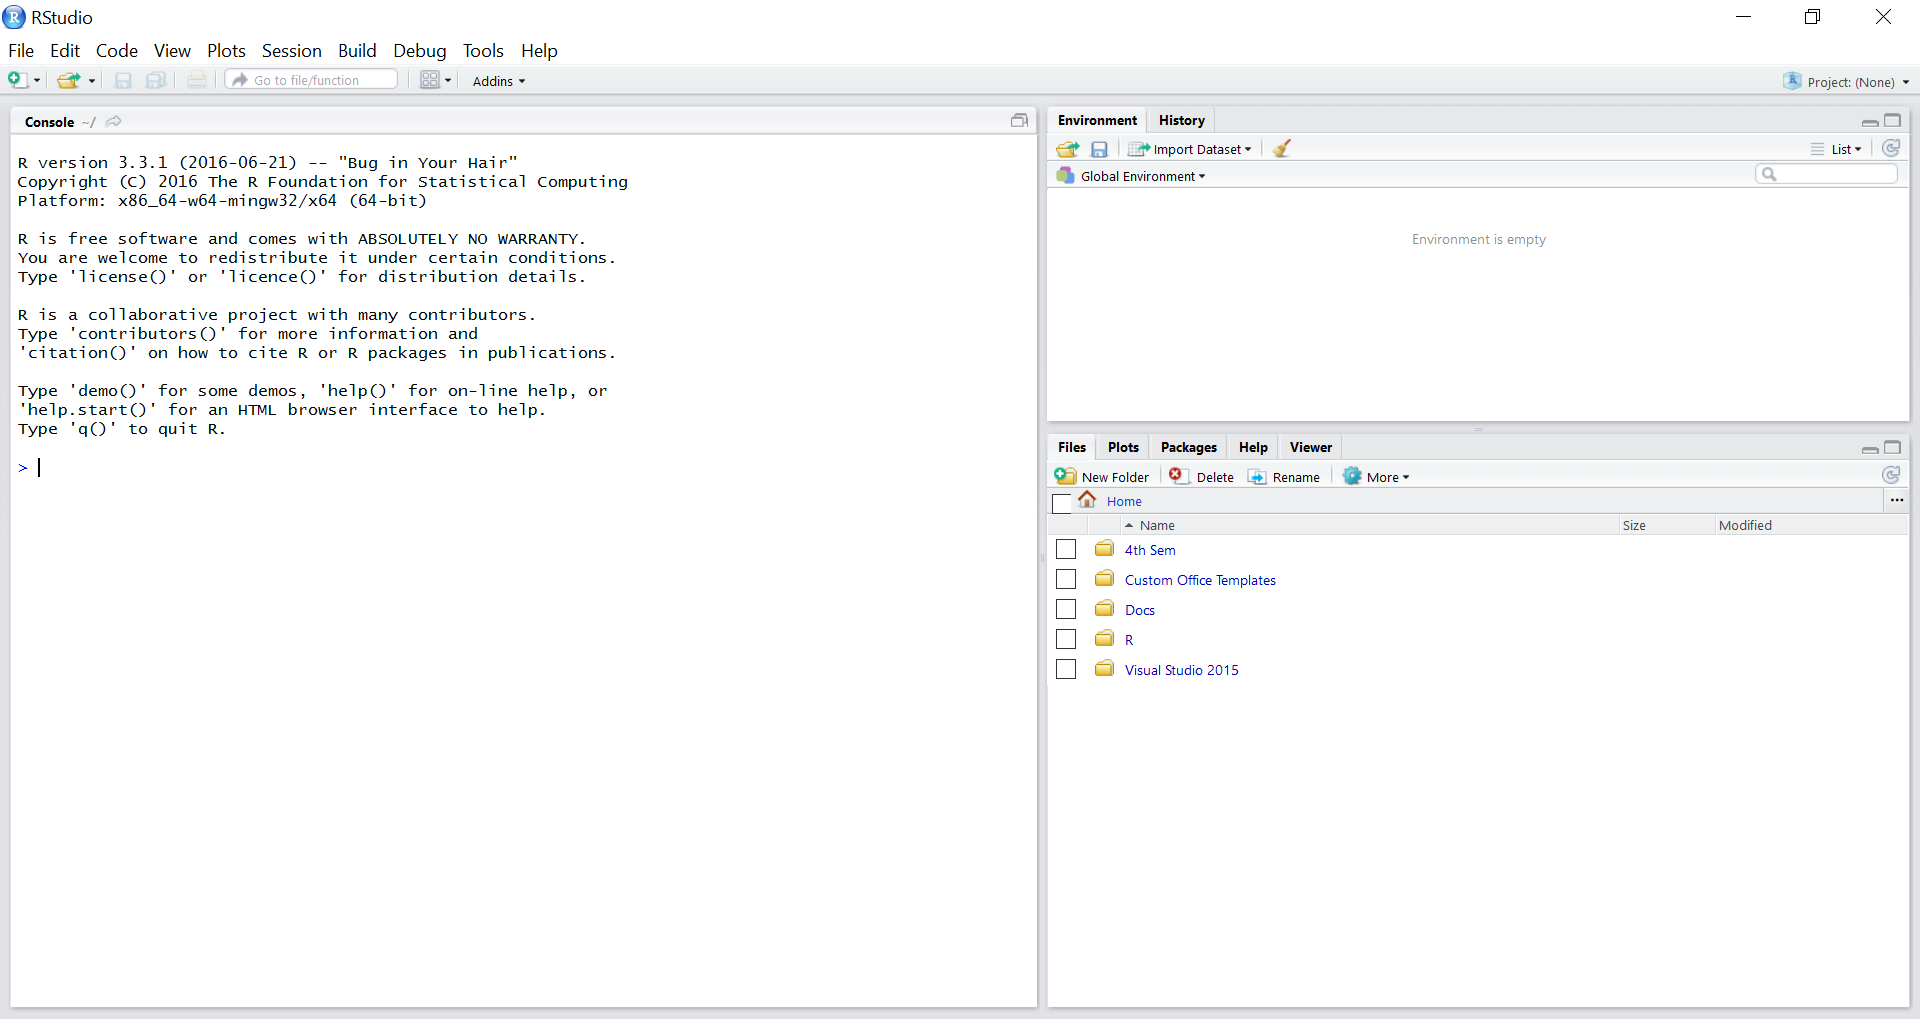 RStudio
File Edit Code View Plots Session Build Debug Tools Help
Go to file/function Addins Project: (None)
Console ~/
R version 3.3.1 (2016-06-21) -- "Bug in Your Hair"
Copyright (C) 2016 The R Foundation for Statistical Computing
Platform: x86_64-w64-mingw32/x64 (64-bit)
R is free software and comes with ABSOLUTELY NO WARRANTY.
You are welcome to redistribute it under certain conditions.
Type 'license()' or 'licence()' for distribution details.
R is a collaborative project with many contributors.
Type 'contributors()' for more information and
'citation()' on how to cite R or R packages in publications.
Type 'demo()' for some demos, 'help()' for on-line help, or
'help.start()' for an HTML browser interface to help.
Type 'q()' to quit R.
>
Environment History
Import Dataset List
Global Environment
Environment is empty
Files Plots Packages Help Viewer
New Folder Delete Rename More
Home ...
Name Size Modified
4th Sem
Custom Office Templates
Docs
R
Visual Studio 2015